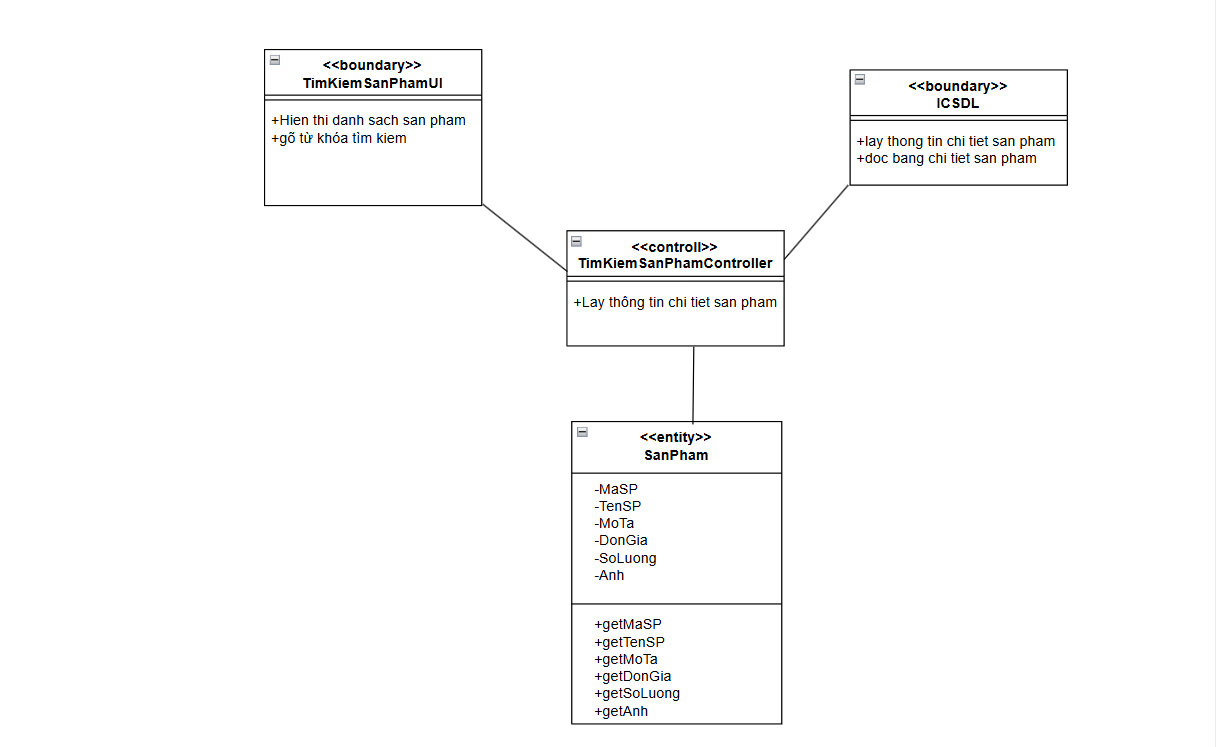 <<boundary>>
TimKiemSanPhamUI
+Hien thi danh sach san pham
+gõ từ khóa tìm kiem
<<boundary>>
ICSDL
+lay thong tin chi tiet san pham
+doc bang chi tiet san pham
<<controll>>
TimKiemSanPhamController
+Lay thông tin chi tiet san pham
<<entity>>
SanPham
-MaSP
-TenSP
-MoTa
-DonGia
-SoLuong
-Anh
+getMaSP
+getTenSP
+getMoTa
+getDonGia
+getSoLuong
+getAnh